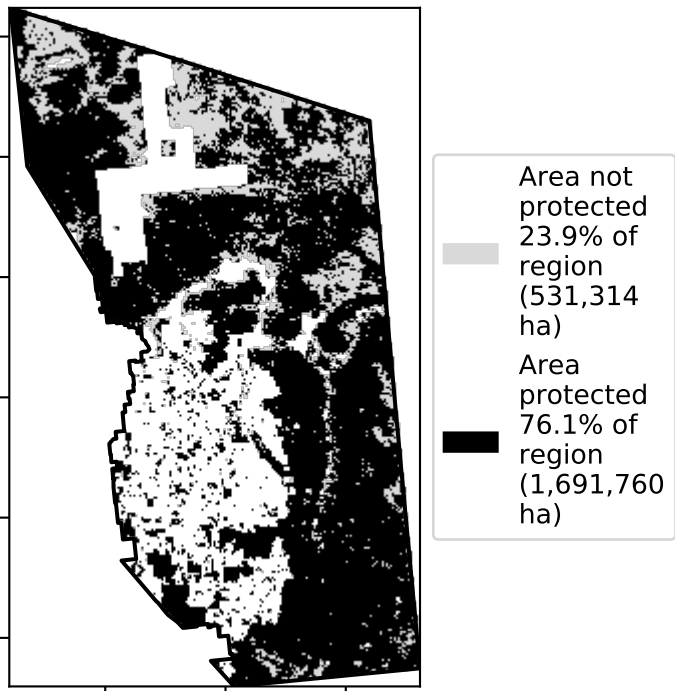 Area not
protected
23.9% of
region
(531,314
ha)
Area
protected
76.1% of
region
(1,691,760
ha)